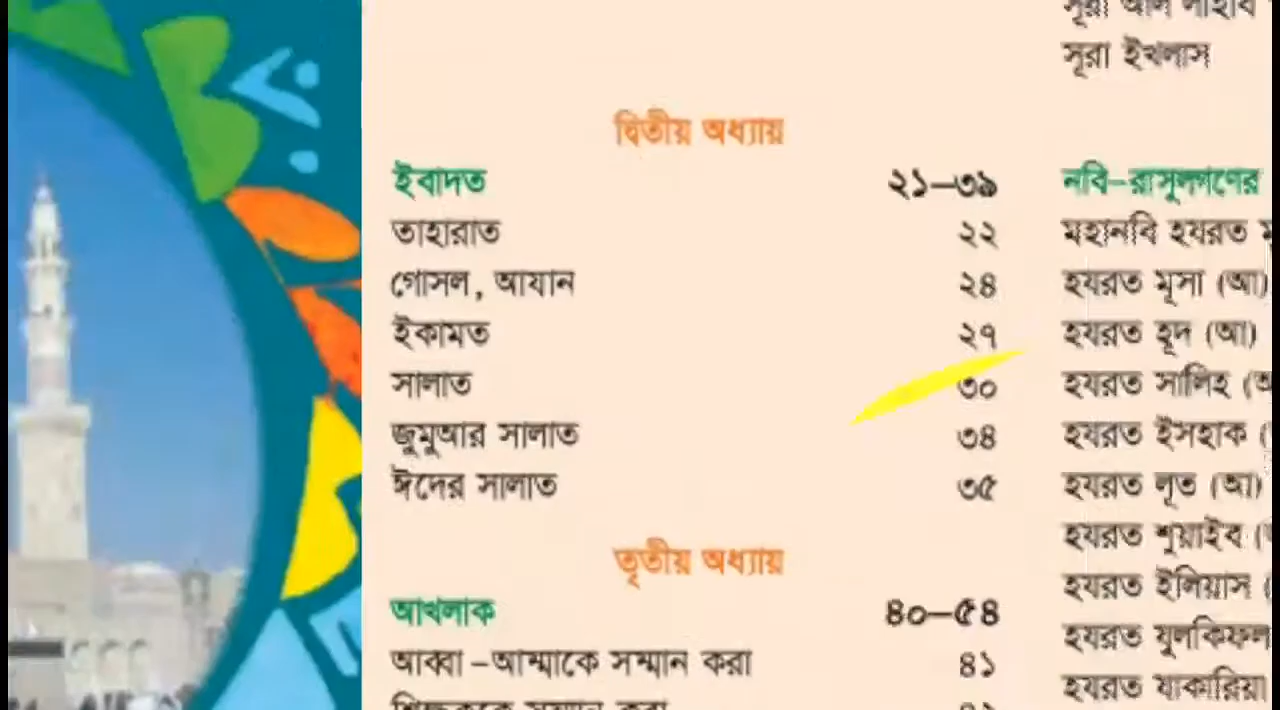 দ্বিতীয় অধ্যায়
ইবাদত ২১–৩৯
তাহারাত ২২
গোসল, আযান ২৪
ইকামত ২৭
সালাত ৩০
জুমুআর সালাত ৩৪
ঈদের সালাত ৩৫
তৃতীয় অধ্যায়
আখলাক ৪০–৫৪
আব্বা –আম্মাকে সম্মান করা ৪১
সূরা ইখলাস
নবি–রাসুলগণের
মহানবি হযরত
হযরত মূসা (আ)
হযরত হূদ (আ)
হযরত সালিহ
হযরত ইসহাক
হযরত লূত (আ)
হযরত শুয়াইব
হযরত ইলিয়াস
হযরত যুলকিফল
হযরত যাকারিয়া